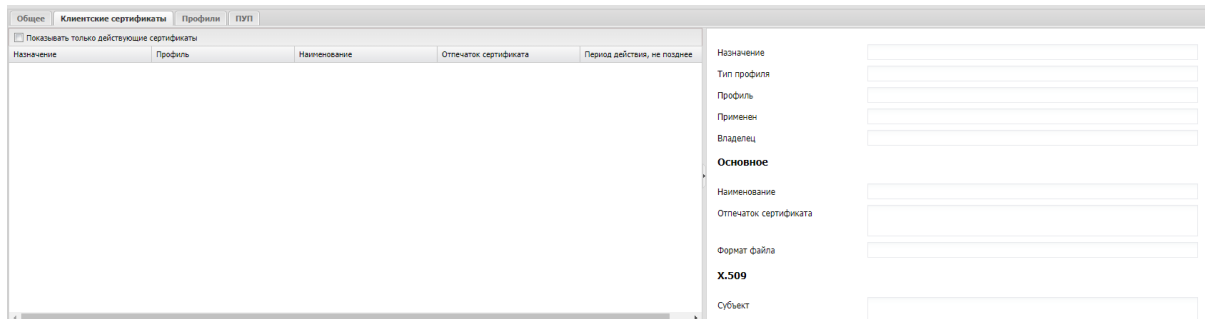 Общее Клиентские сертификаты Профили ПУП
Показывать только действующие сертификаты
Назначение Профиль Наименование Отпечаток сертификата Период действия, не позднее
Назначение
Тип профиля
Профиль
Применен
Владелец
Основное
Наименование
Отпечаток сертификата
Формат файла
X.509
Субъект